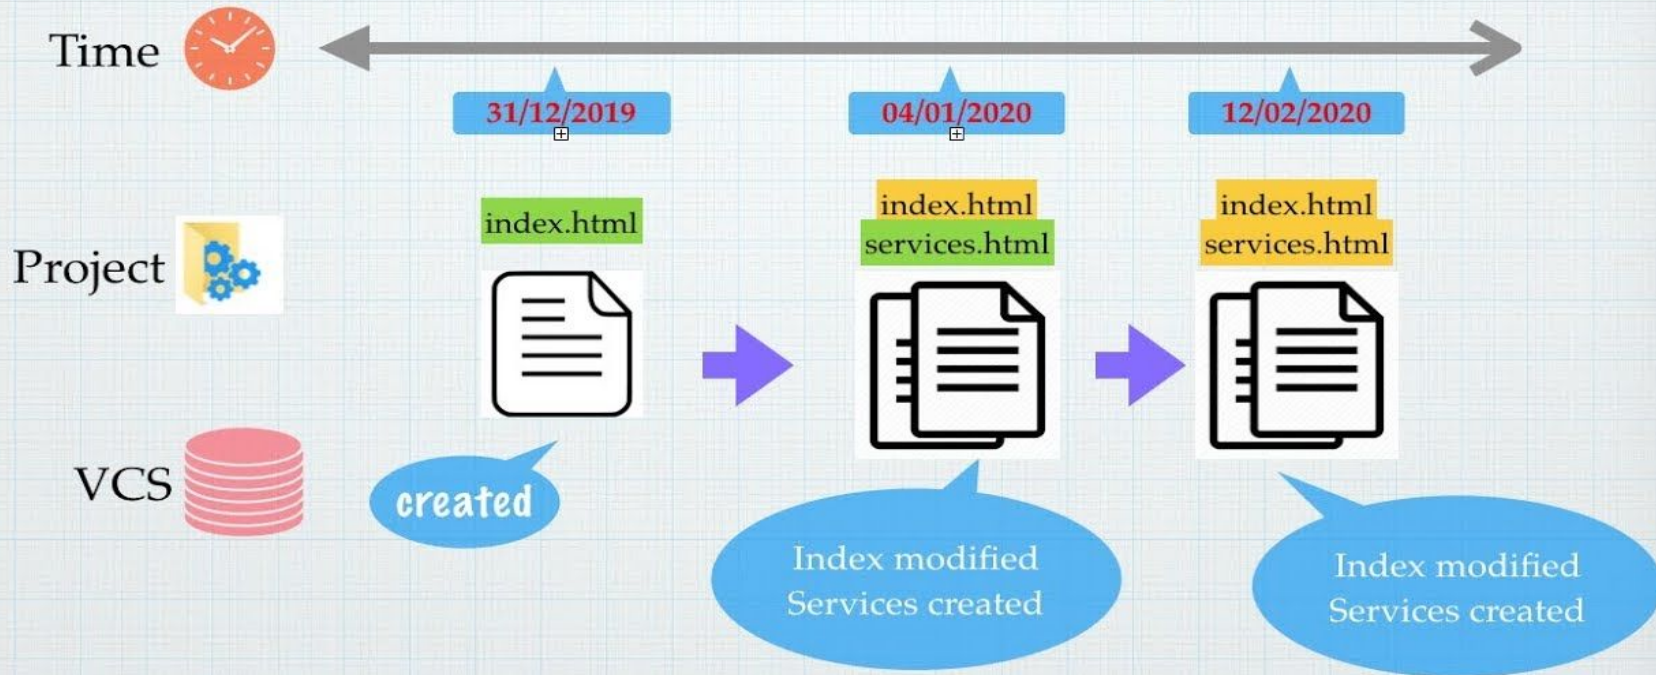 Time
31/12/2019
04/01/2020
12/02/2020
Project
index.html
index.html
services.html
index.html
services.html
VCS
created
Index modified
Services created
Index modified
Services created